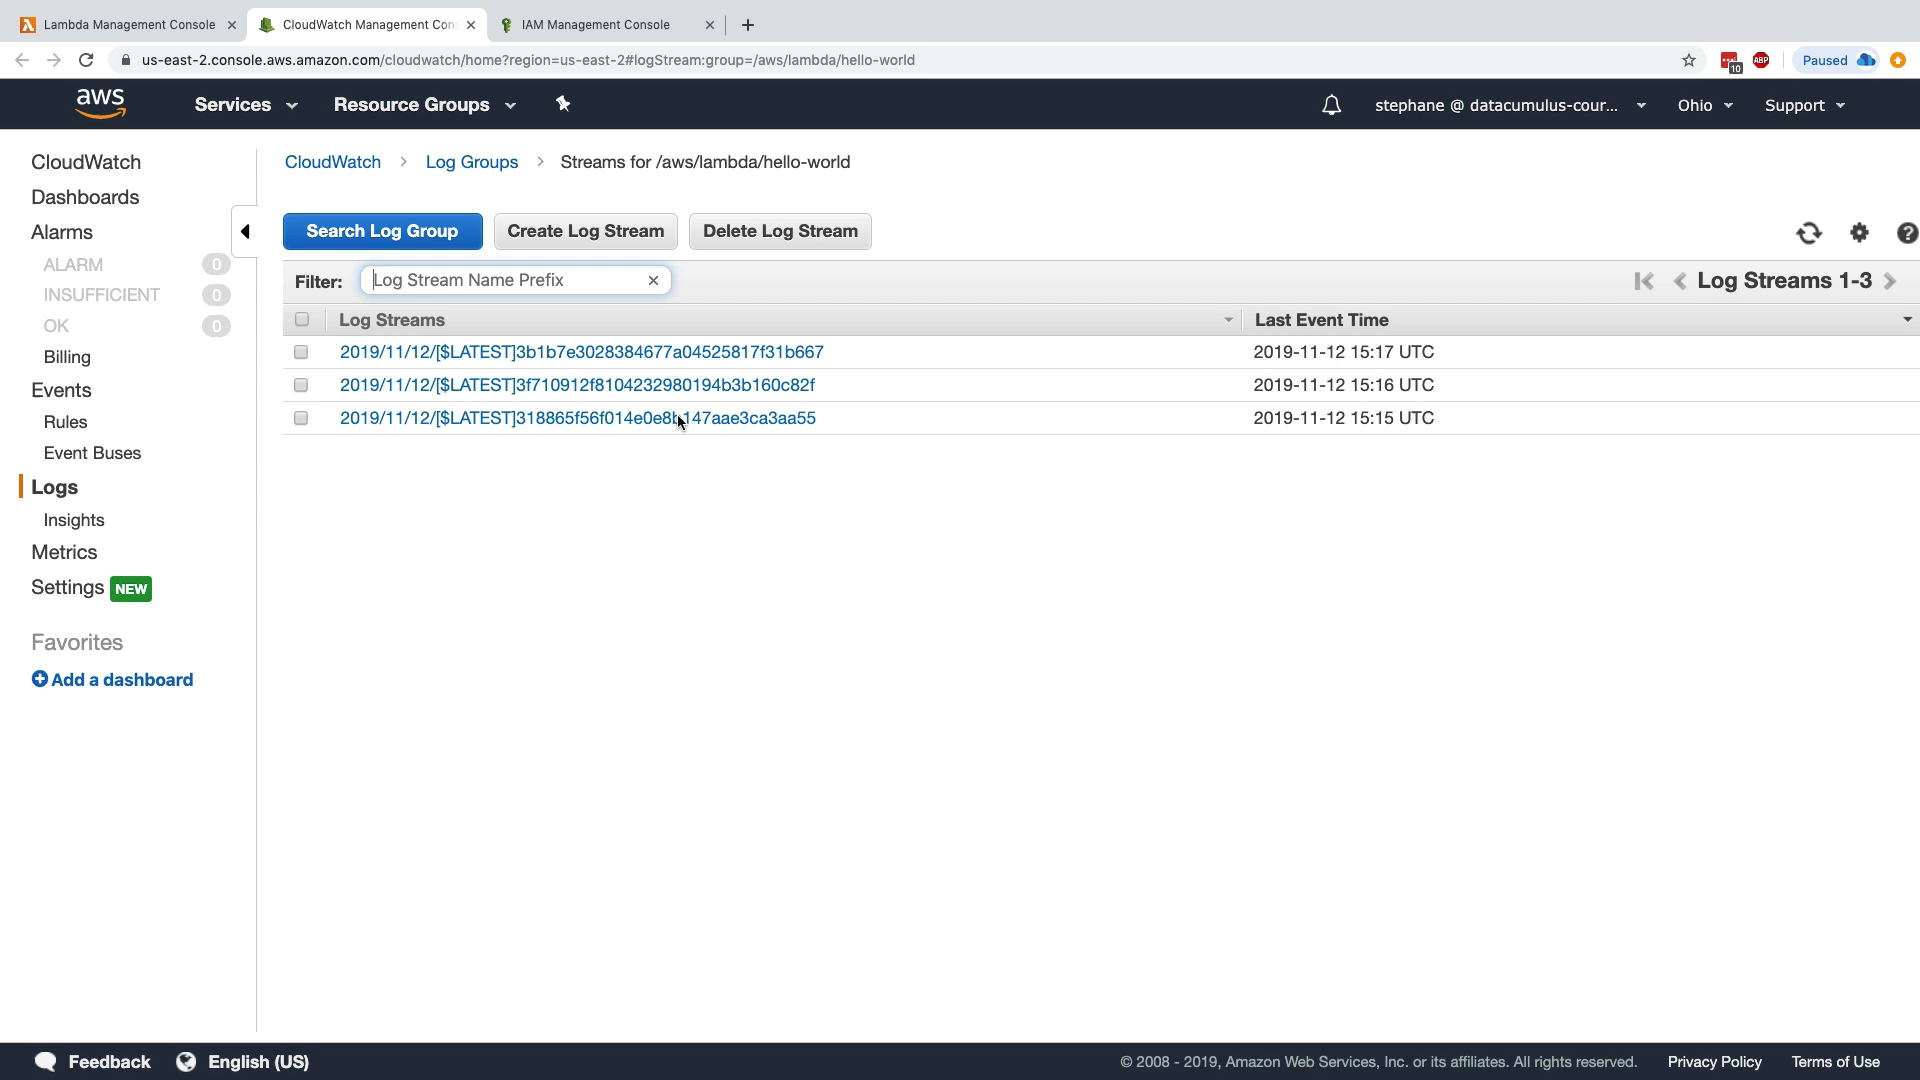 Lambda Management Console
CloudWatch Management Con
IAM Management Console
us-east-2.console.aws.amazon.com/cloudwatch/home?region=us-east-2#logStream:group=/aws/lambda/hello-world
10
ABP
Paused
aws
Services
Resource Groups
stephane @ datacumulus-cour...
Ohio
Support
CloudWatch
Dashboards
Alarms
ALARM 0
INSUFFICIENT 0
OK 0
Billing
Events
Rules
Event Buses
Logs
Insights
Metrics
Settings NEW
Favorites
Add a dashboard
CloudWatch > Log Groups > Streams for /aws/lambda/hello-world
Search Log Group
Create Log Stream
Delete Log Stream
Filter: Log Stream Name Prefix
Log Streams 1-3
Log Streams
Last Event Time
2019/11/12/[$LATEST]3b1b7e3028384677a04525817f31b667 2019-11-12 15:17 UTC
2019/11/12/[$LATEST]3f710912f8104232980194b3b160c82f 2019-11-12 15:16 UTC
2019/11/12/[$LATEST]318865f56f014e0e8b147aae3ca3aa55 2019-11-12 15:15 UTC
Feedback
English (US)
© 2008 - 2019, Amazon Web Services, Inc. or its affiliates. All rights reserved.
Privacy Policy
Terms of Use